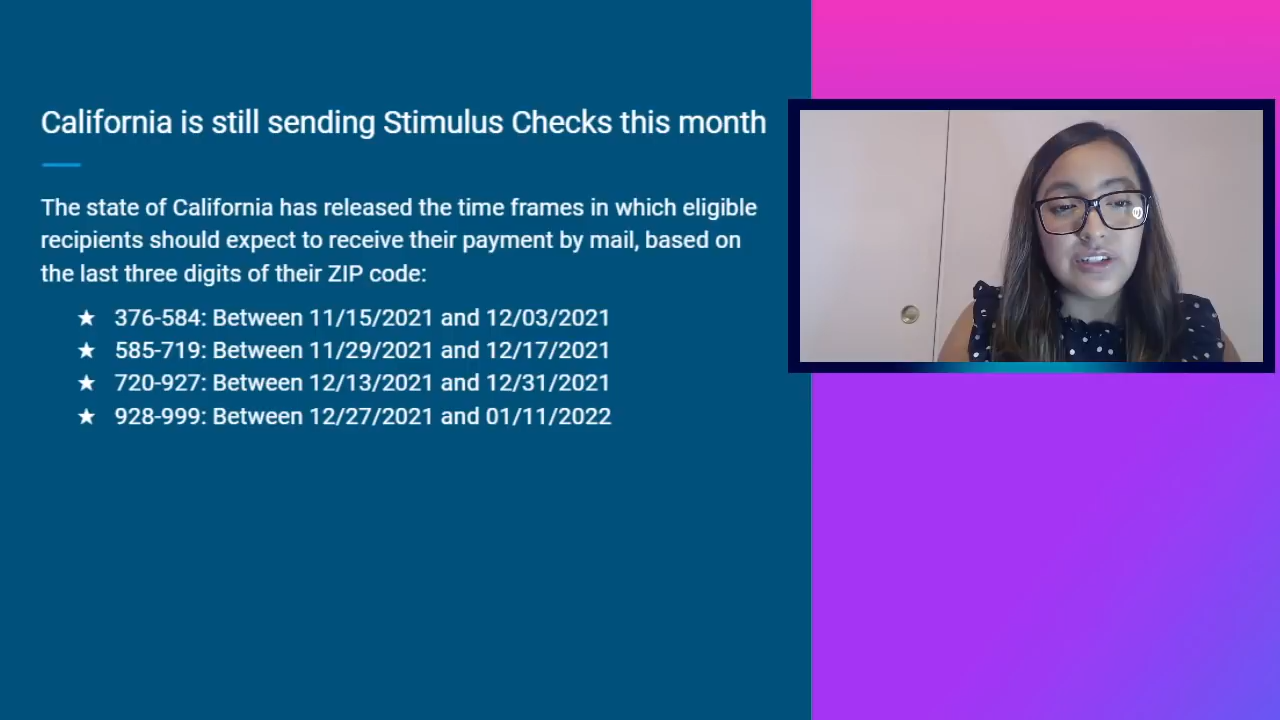 California is still sending Stimulus Checks this month
The state of California has released the time frames in which eligible
recipients should expect to receive their payment by mail, based on
the last three digits of their ZIP code:
★ 376-584: Between 11/15/2021 and 12/03/2021
★ 585-719: Between 11/29/2021 and 12/17/2021
★ 720-927: Between 12/13/2021 and 12/31/2021
★ 928-999: Between 12/27/2021 and 01/11/2022